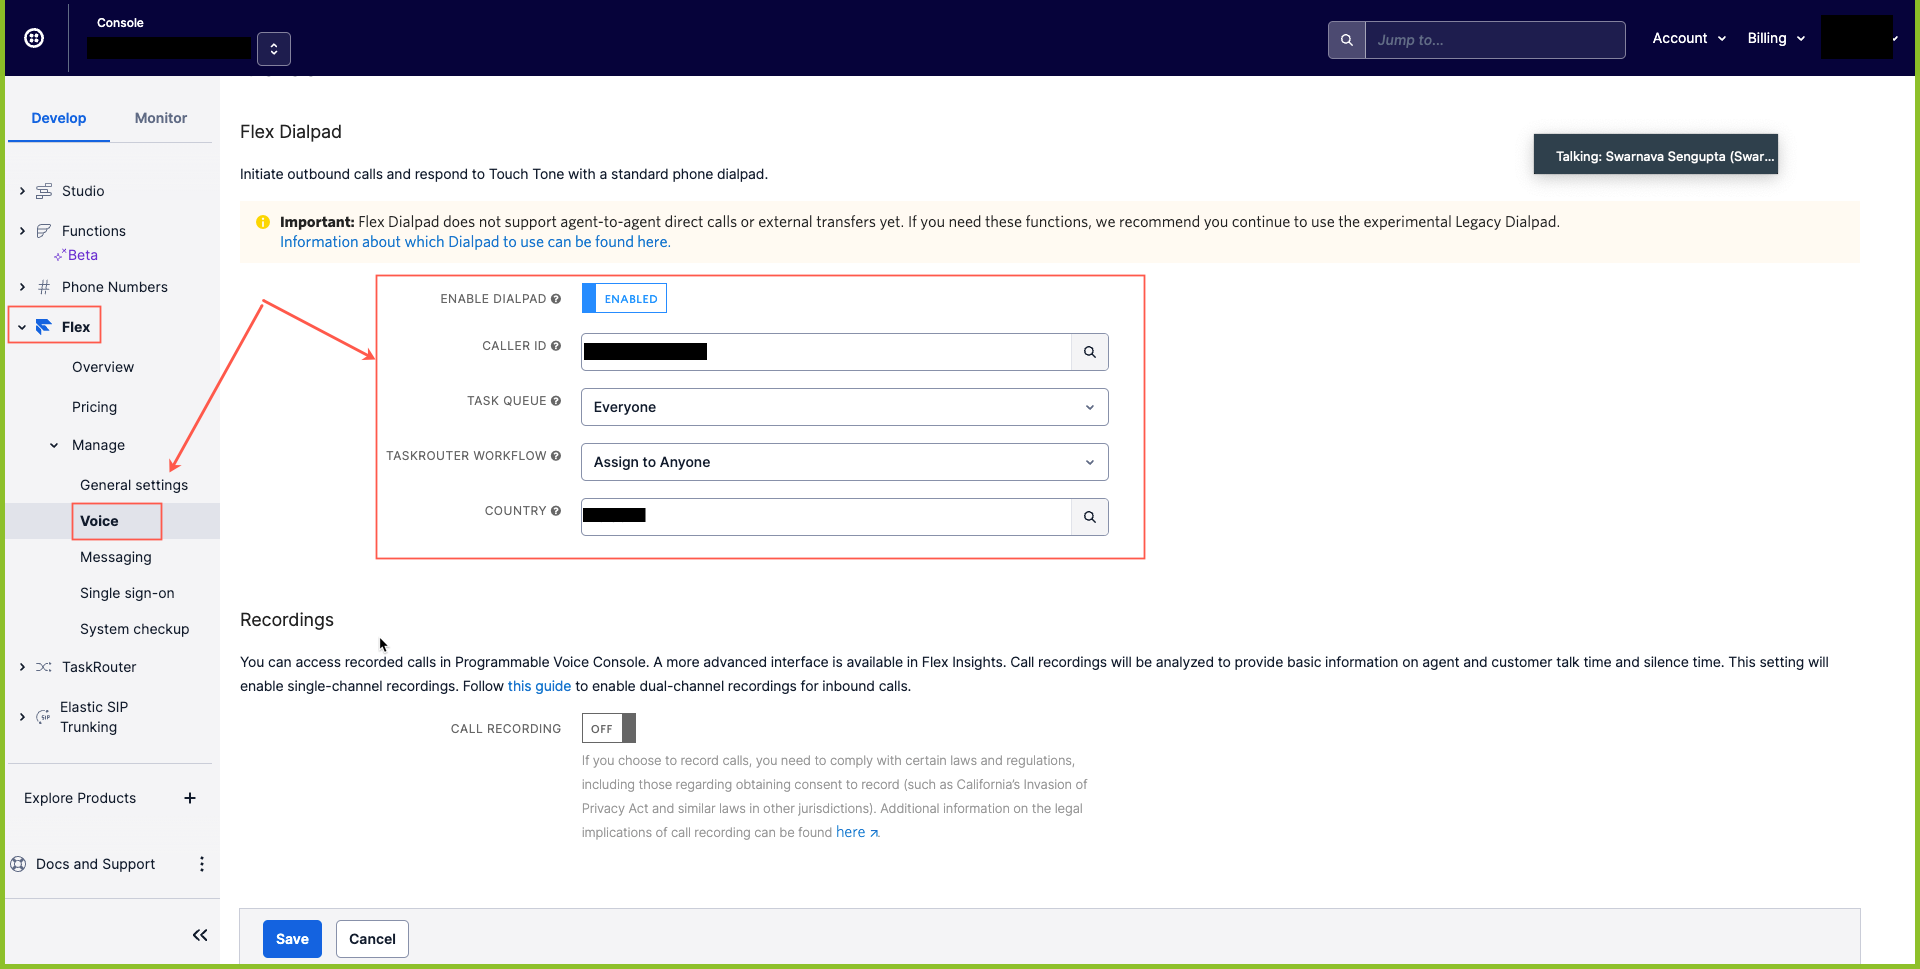 Console
Jump to...
Account
Billing
Develop
Monitor
Studio
Functions
Beta
Phone Numbers
Flex
Overview
Pricing
Manage
General settings
Voice
Messaging
Single sign-on
System checkup
TaskRouter
Elastic SIP
Trunking
Explore Products
Docs and Support
Flex Dialpad
Talking: Swarnava Sengupta (Swar...
Initiate outbound calls and respond to Touch Tone with a standard phone dialpad.
Important: Flex Dialpad does not support agent-to-agent direct calls or external transfers yet. If you need these functions, we recommend you continue to use the experimental Legacy Dialpad.
Information about which Dialpad to use can be found here.
ENABLE DIALPAD
ENABLED
CALLER ID
TASK QUEUE
Everyone
TASKROUTER WORKFLOW
Assign to Anyone
COUNTRY
Recordings
You can access recorded calls in Programmable Voice Console. A more advanced interface is available in Flex Insights. Call recordings will be analyzed to provide basic information on agent and customer talk time and silence time. This setting will
enable single-channel recordings. Follow this guide to enable dual-channel recordings for inbound calls.
CALL RECORDING
OFF
If you choose to record calls, you need to comply with certain laws and regulations,
including those regarding obtaining consent to record (such as California's Invasion of
Privacy Act and similar laws in other jurisdictions). Additional information on the legal
implications of call recording can be found here
Save
Cancel